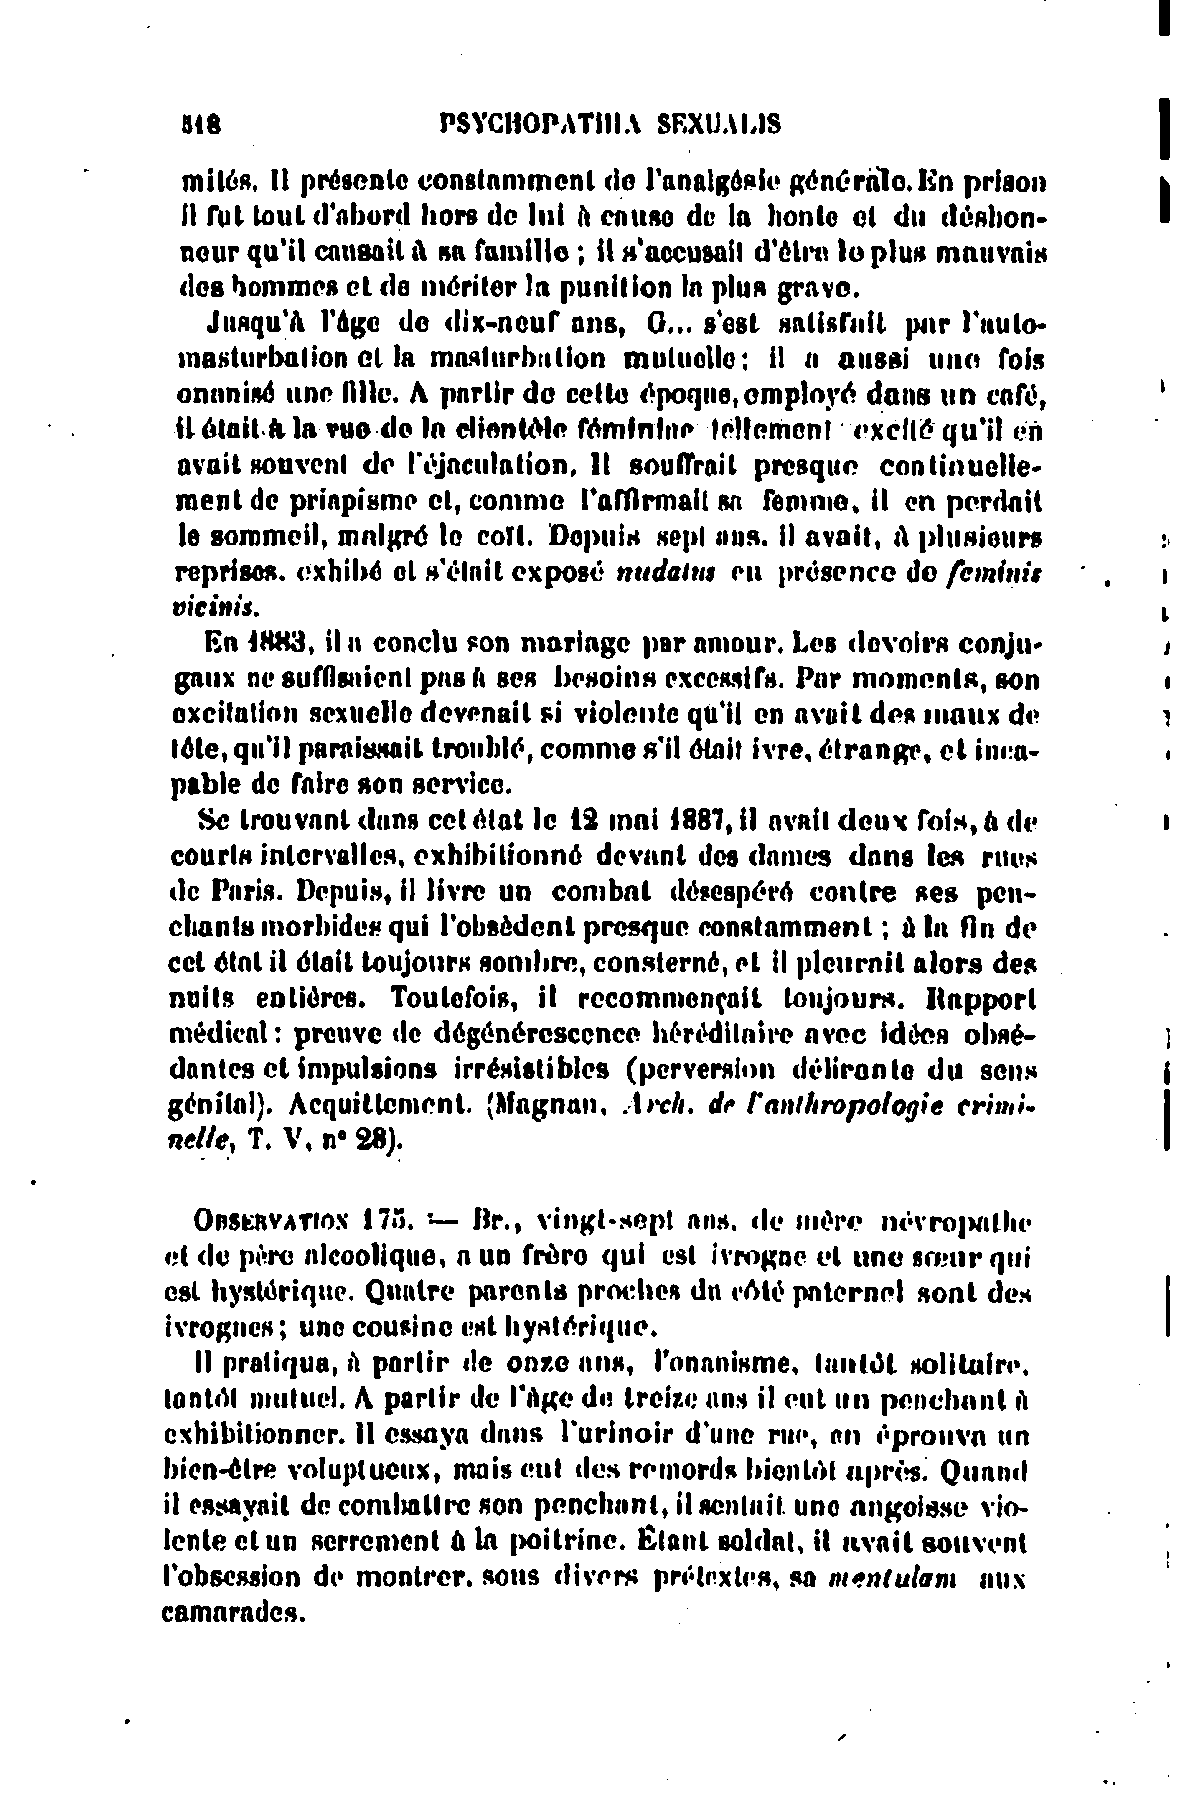 518 PSYCHOPATHIA SEXUALIS
mités. Il présente constamment de l'analgésie générale. En prison
il fut tout d'abord hors de lui à cause de la honte et du déshon-
neur qu'il causait à sa famille ; il s'accusait d'être le plus mauvais
des hommes et de mériter la punition la plus grave.
Jusqu'à l'âge de dix-neuf ans, G... s'est satisfait par l'auto-
masturbation et la masturbation mutuelle ; il a aussi une fois
onanisé une fille. A partir de cette époque, employé dans un café,
il était à la vue de la clientèle féminine tellement excité qu'il en
avait souvent de l'éjaculation. Il souffrait presque continuelle-
ment de priapisme et, comme l'affirmait sa femme, il en perdait
le sommeil, malgré le coït. Depuis sept ans, il avait, à plusieurs
reprises, exhibé et s'était exposé nudatus en présence de feminis
vicinis.
En 1883, il a conclu son mariage par amour. Les devoirs conju-
gaux ne suffisaient pas à ses besoins excessifs. Par moments, son
excitation sexuelle devenait si violente qu'il en avait des maux de
tête, qu'il paraissait troublé, comme s'il était ivre, étrange, et inca-
pable de faire son service.
Se trouvant dans cet état le 12 mai 1887, il avait deux fois, à de
courts intervalles, exhibitionné devant des dames dans les rues
de Paris. Depuis, il livre un combat désespéré contre ses pen-
chants morbides qui l'obsèdent presque constamment ; à la fin de
cet état il était toujours sombre, consterné, et il pleurait alors des
nuits entières. Toutefois, il recommençait toujours. Rapport
médical : preuve de dégénérescence héréditaire avec idées obsé-
dantes et impulsions irrésistibles (perversion délirante du sens
génital). Acquittement. (Magnan, Arch. de l'anthropologie crimi-
nelle, T. V, n° 28).
OBSERVATION 175. — Br., vingt-sept ans, de mère névropathe
et de père alcoolique, a un frère qui est ivrogne et une sœur qui
est hystérique. Quatre parents proches du côté paternel sont des
ivrognes ; une cousine est hystérique.
Il pratiqua, à partir de onze ans, l'onanisme, tantôt solitaire,
tantôt mutuel. A partir de l'âge de treize ans il eut un penchant à
exhibitionner. Il essaya dans l'urinoir d'une rue, en éprouva un
bien-être voluptueux, mais eut des remords bientôt après. Quand
il essayait de combattre son penchant, il sentait une angoisse vio-
lente et un serrement à la poitrine. Étant soldat, il avait souvent
l'obsession de montrer, sous divers prétextes, sa mentulam aux
camarades.